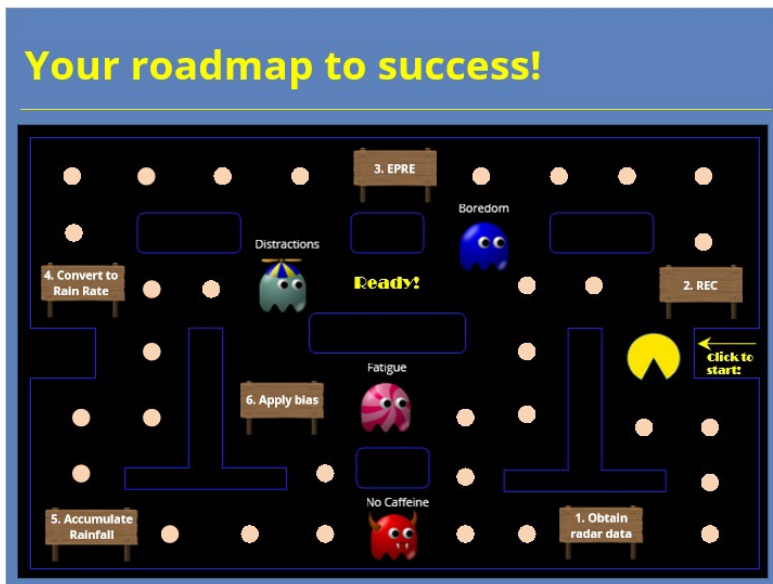 Your roadmap to success!
3. EPRE
Boredom
Distractions
4. Convert to
Rain Rate
Ready!
2. REC
Click to
start!
Fatigue
6. Apply bias
No Caffeine
5. Accumulate
Rainfall
1. Obtain
radar data